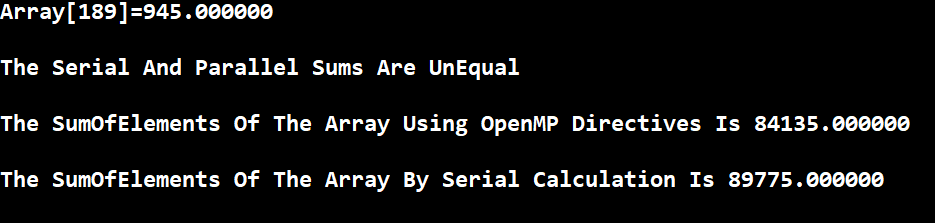 Array[189]=945.000000
The Serial And Parallel Sums Are UnEqual
The SumOfElements Of The Array Using OpenMP Directives Is 84135.000000
The SumOfElements Of The Array By Serial Calculation Is 89775.000000